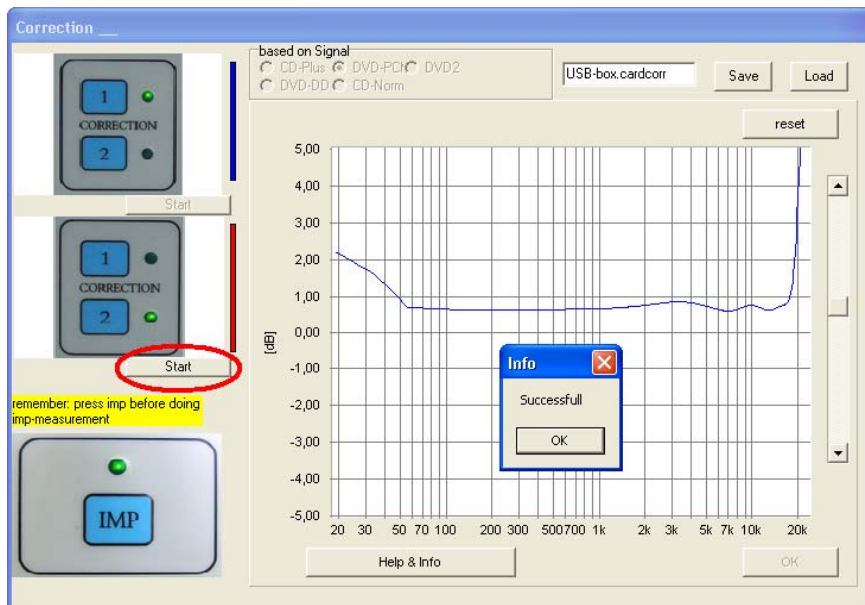 Correction __
1
CORRECTION
2
Start
1
CORRECTION
2
Start
remember: press imp before doing
imp-measurement
IMP
based on Signal
CD-Plus DVD-PCM DVD2
DVD-DD CD-Norm
USB-box.cardcorr
Save
Load
reset
[dB]
5,00
4,00
3,00
2,00
1,00
0,00
-1,00
-2,00
-3,00
-4,00
-5,00
20 30 50 70 100 200 300 500 700 1k 2k 3k 5k 7k 10k 20k
Info
Successfull
OK
Help & Info
OK